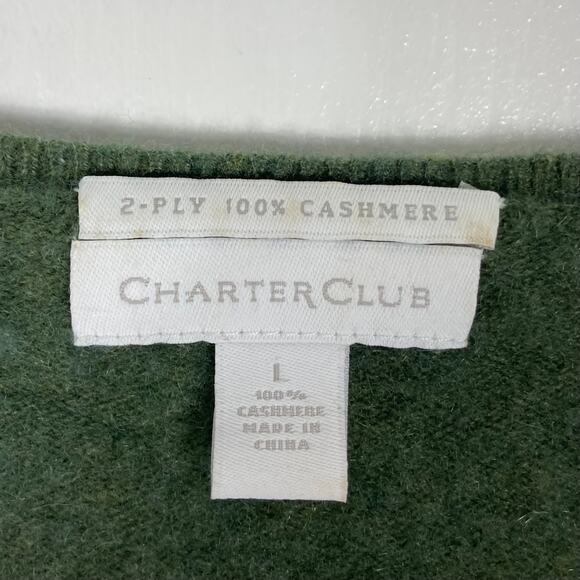 2-PLY 100% CASHMERE
CHARTER CLUB
L
100%
CASHMERE
MADE IN
CHINA